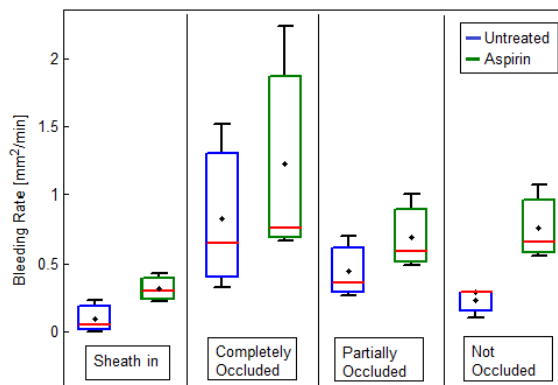 Untreated
Aspirin
Bleeding Rate [mm²/min]
2
1.5
1
0.5
0
Sheath in
Completely
Occluded
Partially
Occluded
Not
Occluded